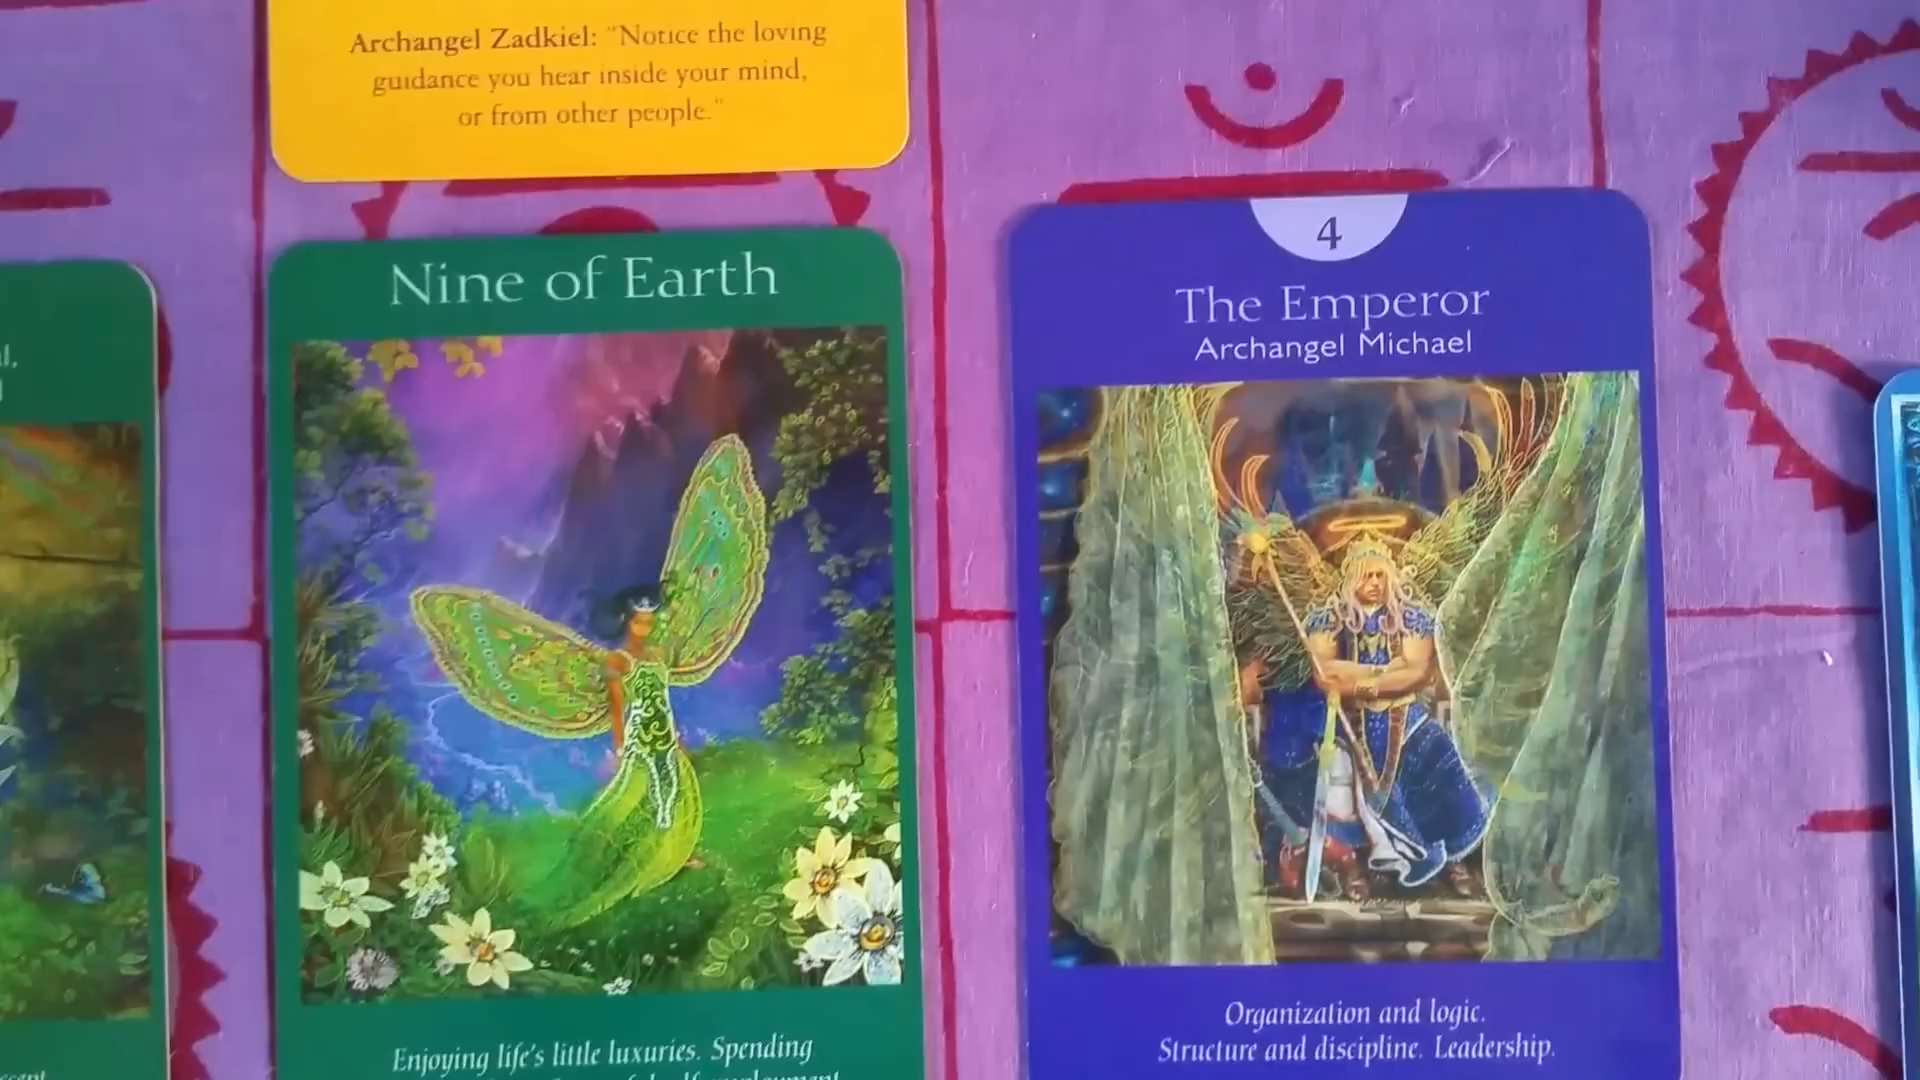 Archangel Zadkiel: "Notice the loving
guidance you hear inside your mind,
or from other people."
Nine of Earth
Enjoying life's little luxuries. Spending
4
The Emperor
Archangel Michael
Organization and logic.
Structure and discipline. Leadership.